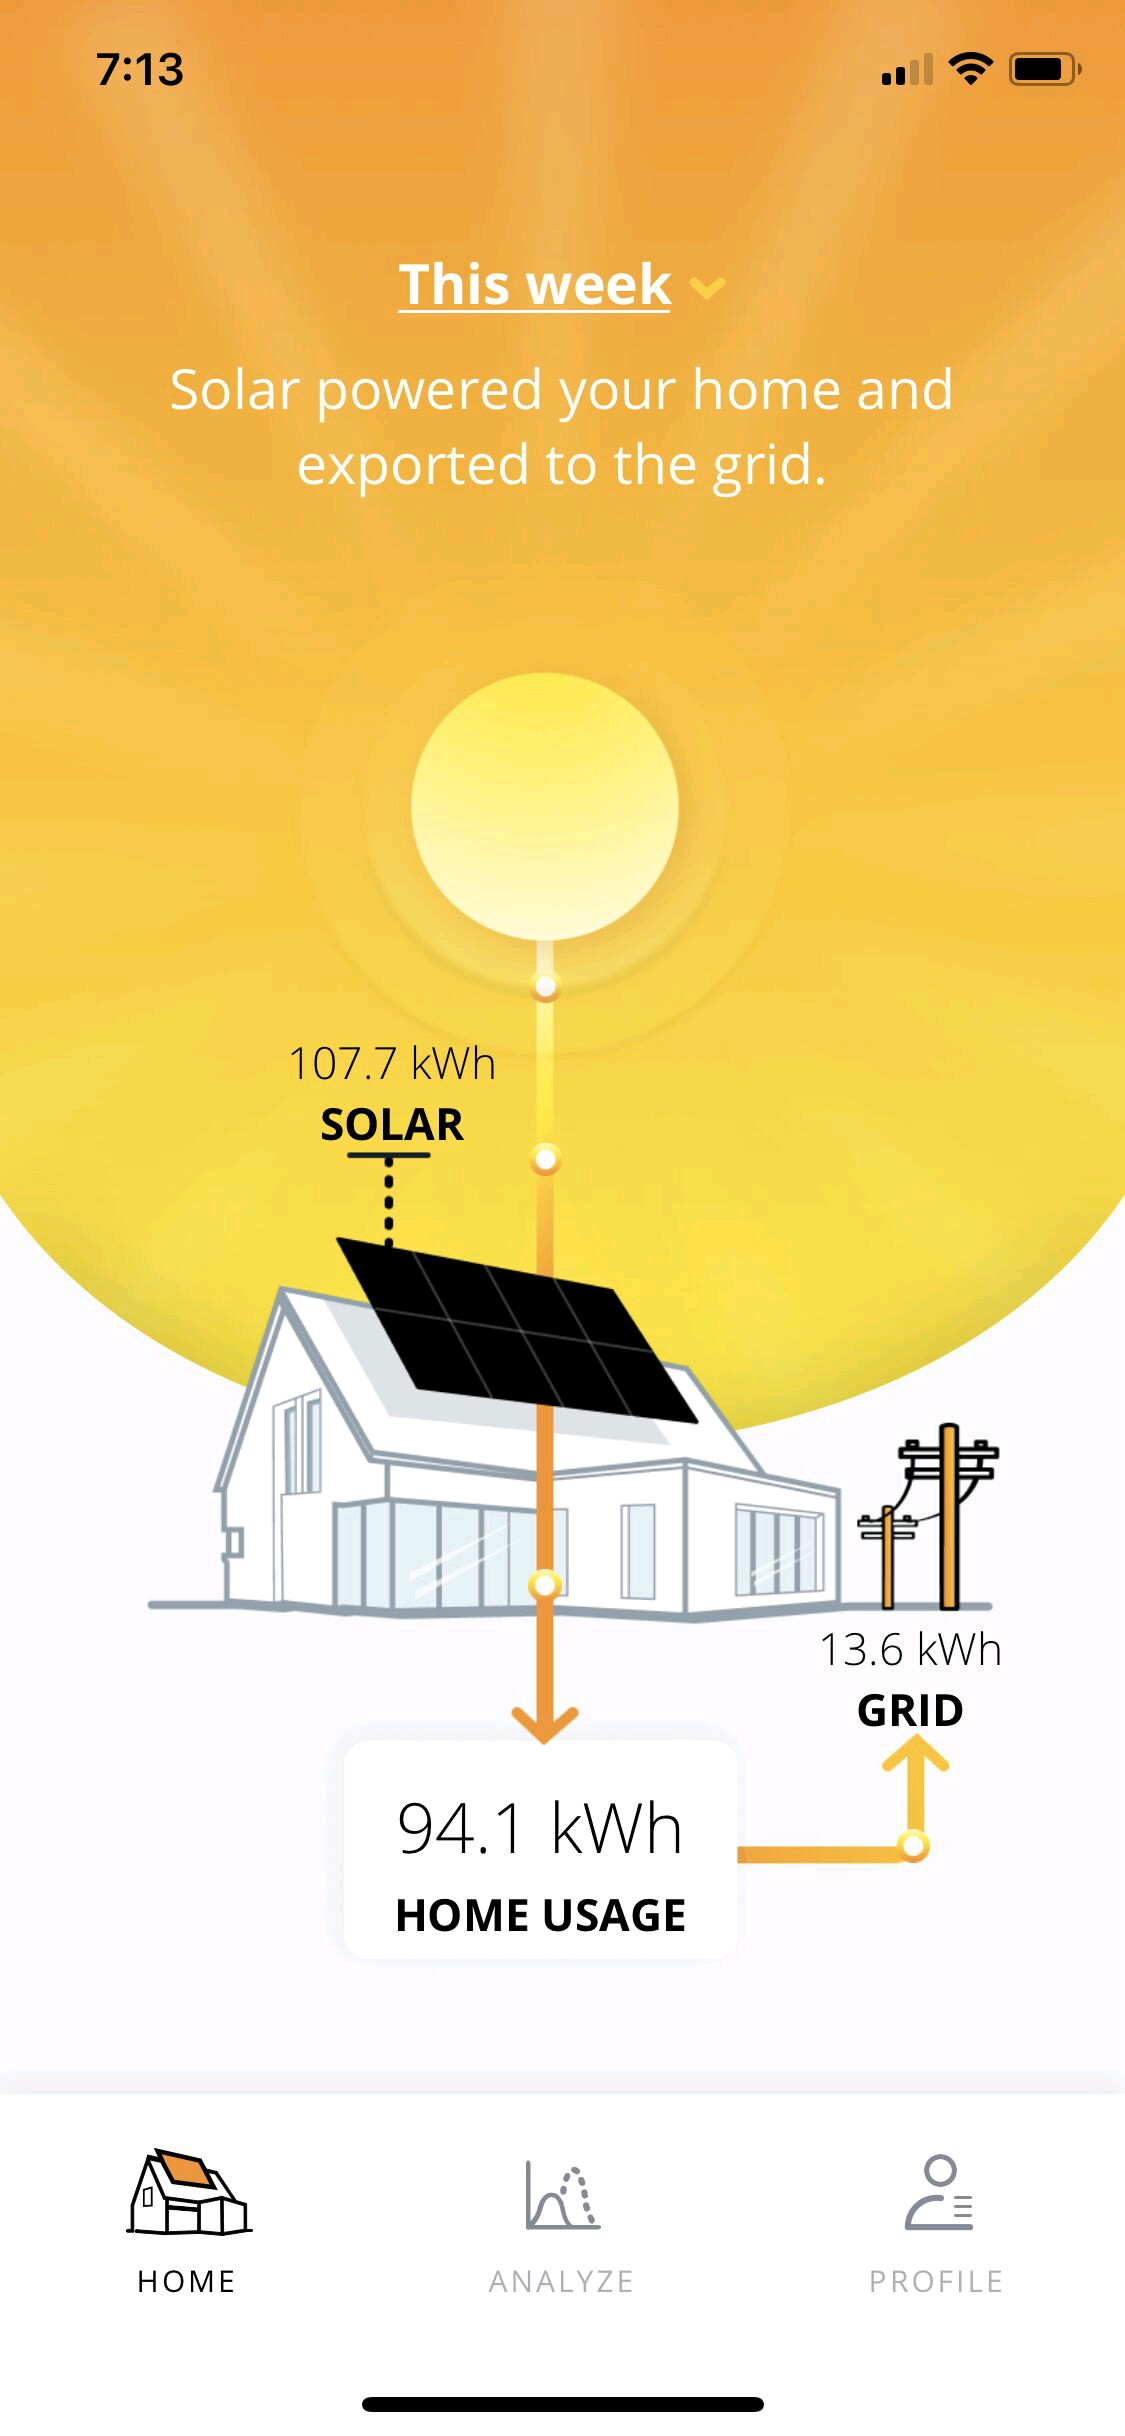 7:13
This week
Solar powered your home and
exported to the grid.
107.7 kWh
SOLAR
13.6 kWh
GRID
94.1 kWh
HOME USAGE
HOME
ANALYZE
PROFILE